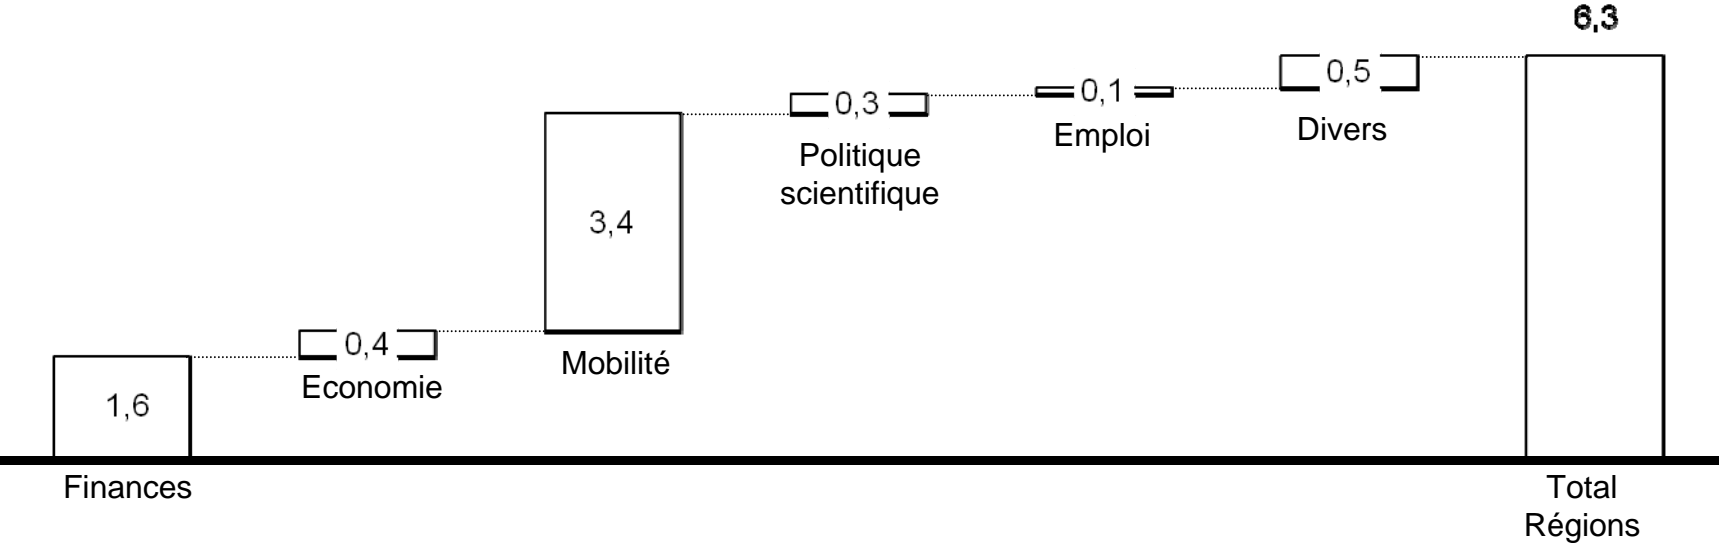 6,3
0,5
0,1
0,3
Divers
Emploi
Politique
scientifique
3,4
0,4
Mobilité
Economie
1,6
Finances
Total
Régions